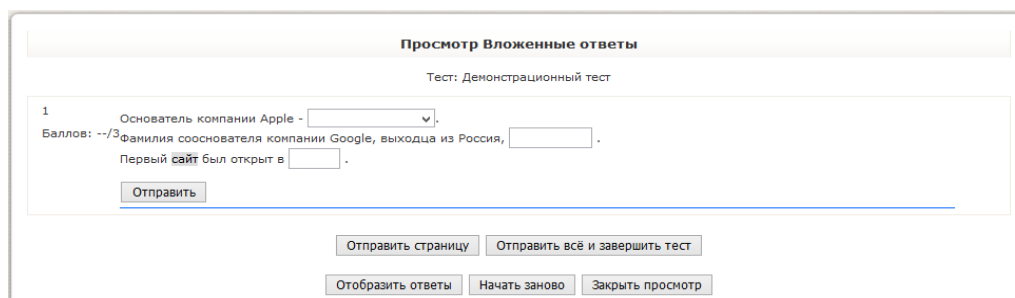 Просмотр Вложенные ответы
Тест: Демонстрационный тест
1
Баллов: --/3
Основатель компании Apple - .
Фамилия сооснователя компании Google, выходца из Россия, .
Первый сайт был открыт в .
Отправить
Отправить страницу Отправить всё и завершить тест
Отобразить ответы Начать заново Закрыть просмотр